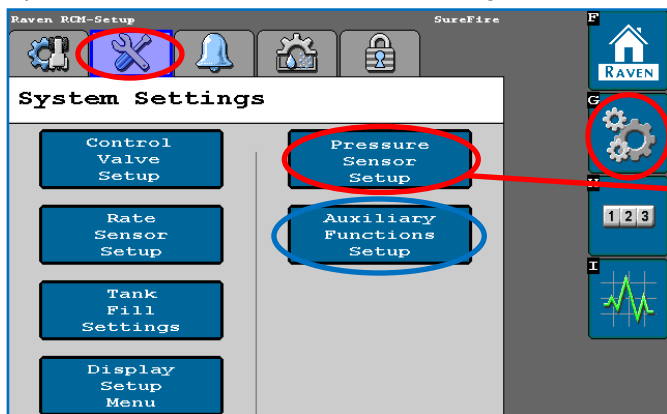 Raven RCM-Setup SureFire
System Settings
Control
Valve
Setup
Pressure
Sensor
Setup
Rate
Sensor
Setup
Auxiliary
Functions
Setup
Tank
Fill
Settings
Display
Setup
Menu
F
RAVEN
G
1 2 3
I